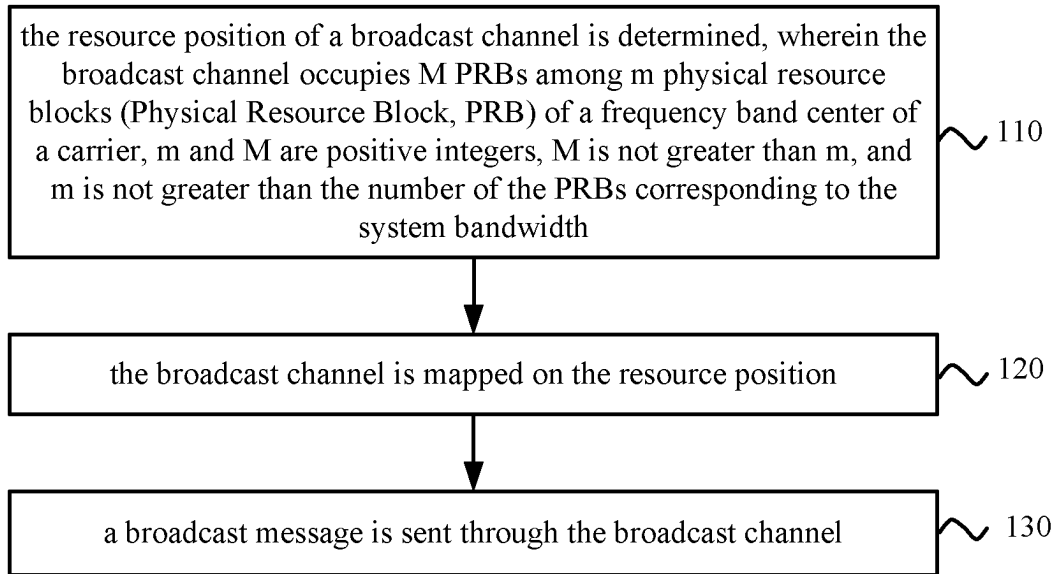 the resource position of a broadcast channel is determined, wherein the
broadcast channel occupies M PRBs among m physical resource
blocks (Physical Resource Block, PRB) of a frequency band center of
a carrier, m and M are positive integers, M is not greater than m, and
m is not greater than the number of the PRBs corresponding to the
system bandwidth
110
the broadcast channel is mapped on the resource position
120
a broadcast message is sent through the broadcast channel
130